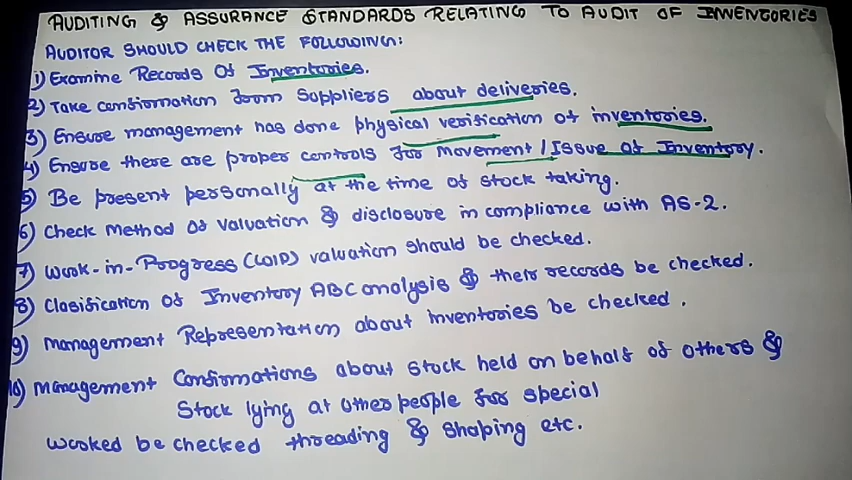 AUDITING & ASSURANCE STANDARDS RELATING TO AUDIT OF INVENTORIES
AUDITOR SHOULD CHECK THE FOLLOWING:
1) Examine Records Of Inventories.
2) Take confirmation from Suppliers about deliveries.
3) Ensure management has done physical verification of inventories.
4) Ensure there are proper controls for movement / Issue of Inventory.
5) Be present personally at the time of stock taking.
6) Check Method Of Valuation & disclosure in compliance with AS-2.
7) Work-in-Progress (WIP) valuation should be checked.
8) Clasification Of Inventory ABC analysis & their records be checked.
9) Management Representation about inventories be checked.
10) Management Confirmations about stock held on behalf of others &
Stock lying at other people for special
worked be checked threading & shaping etc.